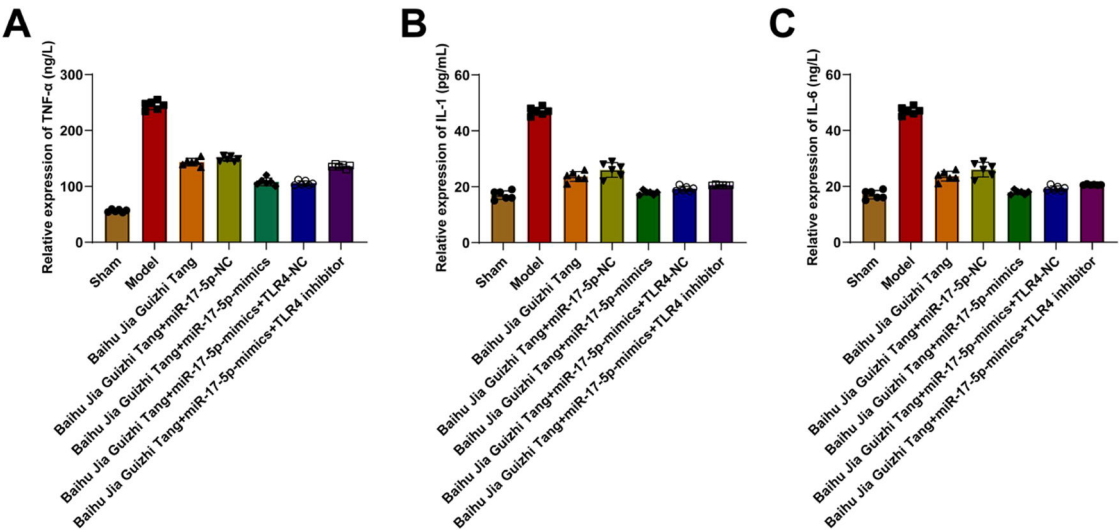 A
Relative expression of TNF-α (ng/L)
300
200
100
0
Sham
Model
Baihu Jia Guizhi Tang
Baihu Jia Guizhi Tang+miR-17-5p-NC
Baihu Jia Guizhi Tang+miR-17-5p-mimics
Baihu Jia Guizhi Tang+miR-17-5p-mimics+TLR4-NC
Baihu Jia Guizhi Tang+miR-17-5p-mimics+TLR4 inhibitor
B
Relative expression of IL-1 (pg/mL)
60
40
20
0
Sham
Model
Baihu Jia Guizhi Tang
Baihu Jia Guizhi Tang+miR-17-5p-NC
Baihu Jia Guizhi Tang+miR-17-5p-mimics
Baihu Jia Guizhi Tang+miR-17-5p-mimics+TLR4-NC
Baihu Jia Guizhi Tang+miR-17-5p-mimics+TLR4 inhibitor
C
Relative expression of IL-6 (ng/L)
60
40
20
0
Sham
Model
Baihu Jia Guizhi Tang
Baihu Jia Guizhi Tang+miR-17-5p-NC
Baihu Jia Guizhi Tang+miR-17-5p-mimics
Baihu Jia Guizhi Tang+miR-17-5p-mimics+TLR4-NC
Baihu Jia Guizhi Tang+miR-17-5p-mimics+TLR4 inhibitor